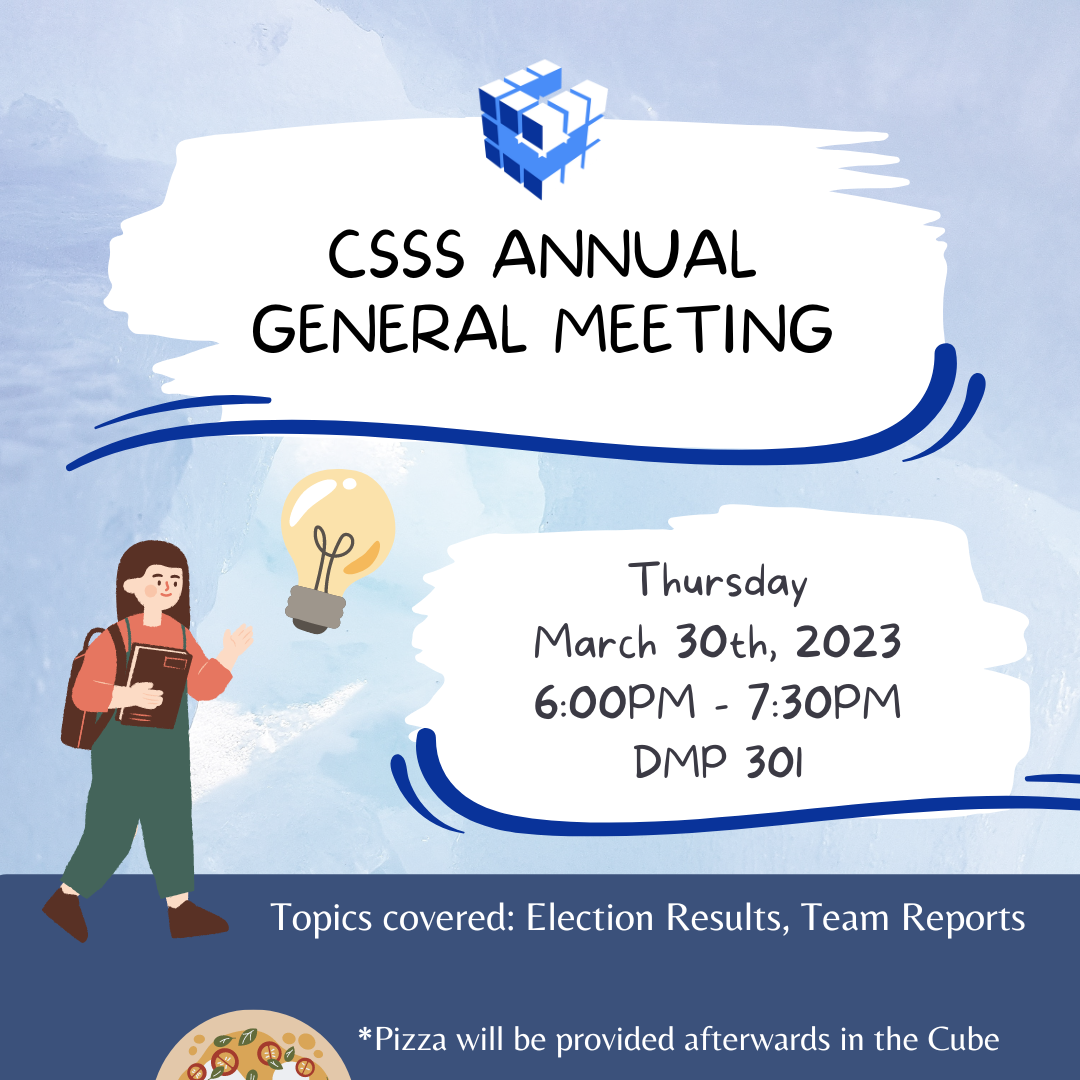 CSSS ANNUAL
GENERAL MEETING
Thursday
March 30th, 2023
6:00PM - 7:30PM
DMP 301
Topics covered: Election Results, Team Reports
*Pizza will be provided afterwards in the Cube